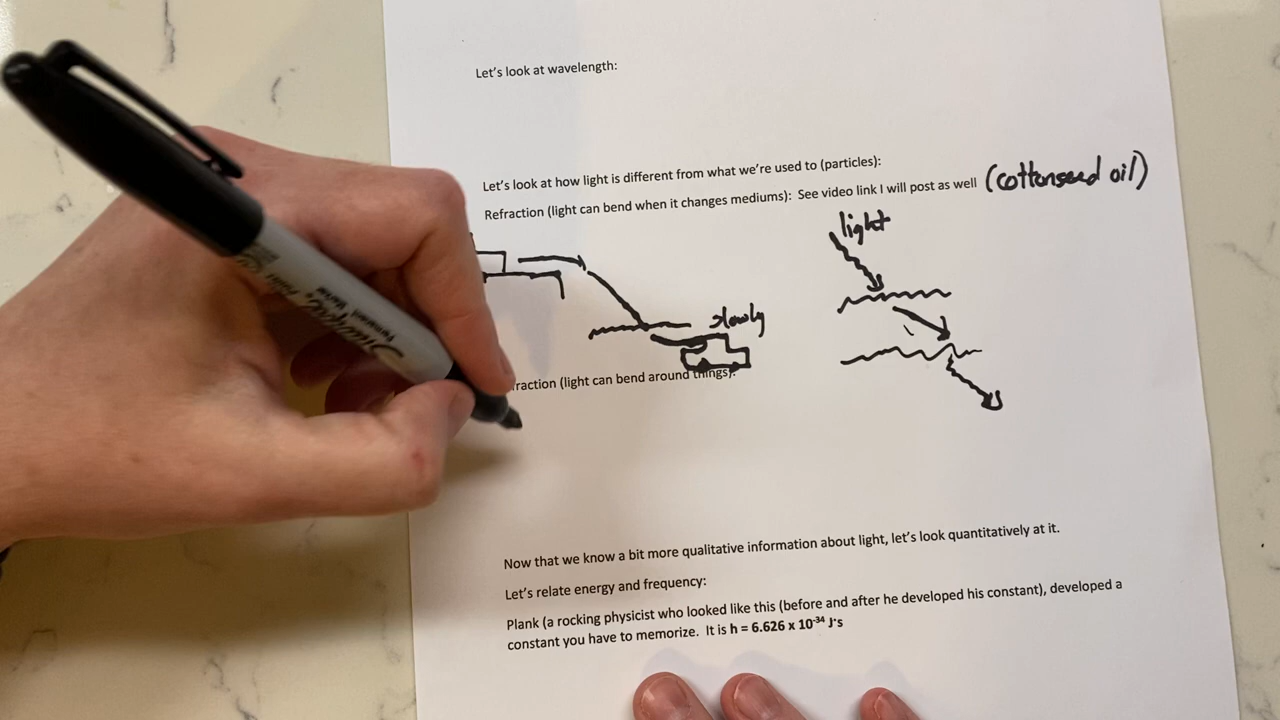 Let's look at wavelength:
Let's look at how light is different from what we're used to (particles):
Refraction (light can bend when it changes mediums): See video link I will post as well (cottonseed oil)
light
slowly
raction (light can bend around things):
Now that we know a bit more qualitative information about light, let's look quantitatively at it.
Let's relate energy and frequency:
Plank (a rocking physicist who looked like this (before and after he developed his constant), developed a
constant you have to memorize. It is h = 6.626 x 10⁻³⁴ J·s
Sharpie
Permanent Marker